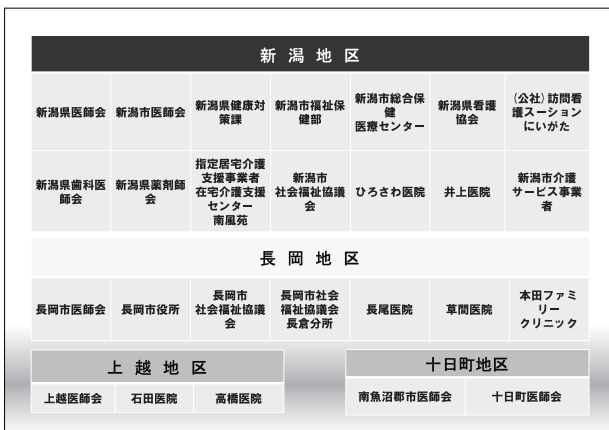 新潟地区
新潟県医師会
新潟市医師会
新潟県健康対
策課
新潟市福祉保
健部
新潟市総合保
健
医療センター
新潟県看護
協会
(公社)訪問看
護スーション
にいがた
新潟県歯科医
師会
新潟県薬剤師
会
指定居宅介護
支援事業者
在宅介護支援
センター
南風苑
新潟市
社会福祉協議
会
ひろさわ医院
井上医院
新潟市介護
サービス事業
者
長岡地区
長岡市医師会
長岡市役所
長岡市
社会福祉協議
会
長岡市社会
福祉協議会
長倉分所
長尾医院
草間医院
本田ファミ
リー
クリニック
上越地区
上越医師会
石田医院
高橋医院
十日町地区
南魚沼郡市医師会
十日町医師会